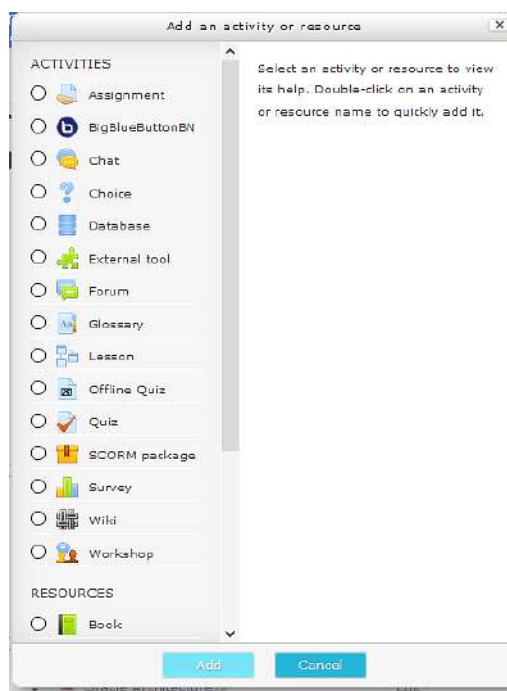 Add an activity or resource
ACTIVITIES
Assignment
BigBlueButtonBN
Chat
Choice
Database
External tool
Forum
Glossary
Lesson
Offline Quiz
Quiz
SCORM package
Survey
Wiki
Workshop
RESOURCES
Book
Select an activity or resource to view
its help. Double-click on an activity
or resource name to quickly add it.
Add
Cancel